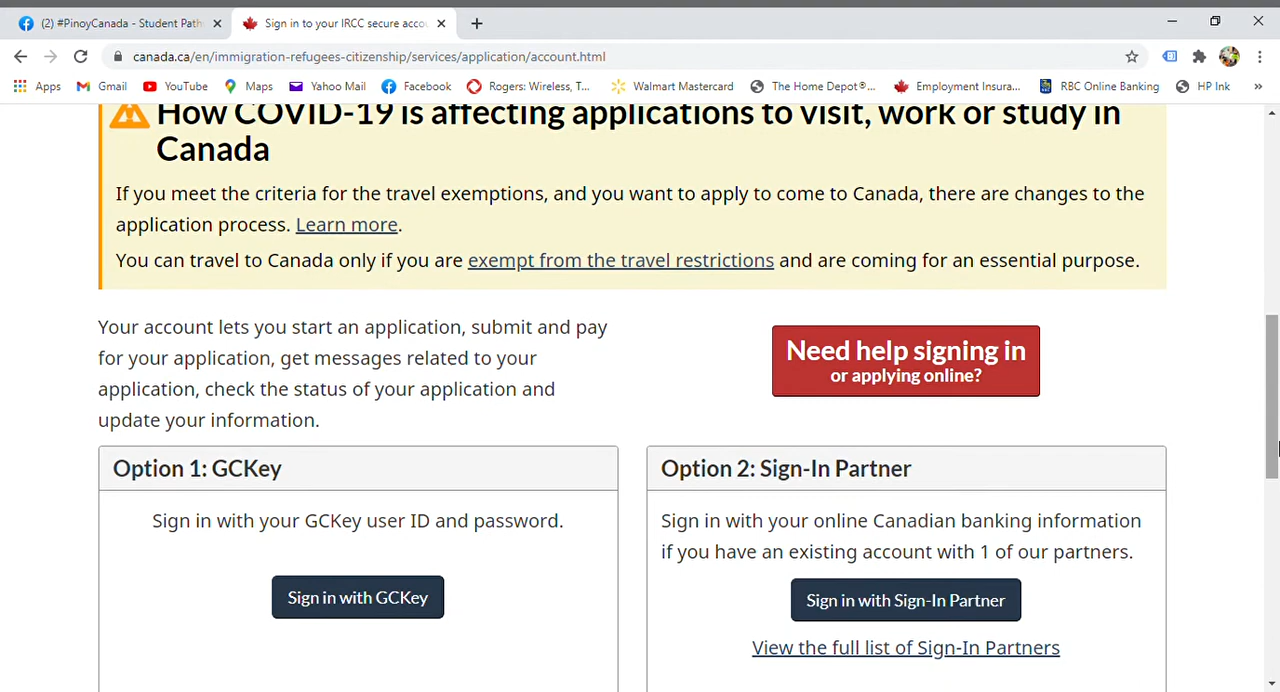 (2) #PinoyCanada - Student Path
Sign in to your IRCC secure acco
canada.ca/en/immigration-refugees-citizenship/services/application/account.html
Apps
Gmail
YouTube
Maps
Yahoo Mail
Facebook
Rogers: Wireless, T...
Walmart Mastercard
The Home Depot®...
Employment Insura...
RBC Online Banking
HP Ink
»
How COVID-19 is affecting applications to visit, work or study in
Canada
If you meet the criteria for the travel exemptions, and you want to apply to come to Canada, there are changes to the
application process. Learn more.
You can travel to Canada only if you are exempt from the travel restrictions and are coming for an essential purpose.
Your account lets you start an application, submit and pay
for your application, get messages related to your
application, check the status of your application and
update your information.
Need help signing in
or applying online?
Option 1: GCKey
Sign in with your GCKey user ID and password.
Sign in with GCKey
Option 2: Sign-In Partner
Sign in with your online Canadian banking information
if you have an existing account with 1 of our partners.
Sign in with Sign-In Partner
View the full list of Sign-In Partners